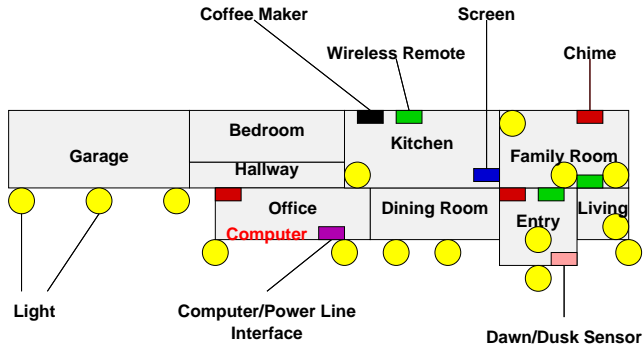 Coffee Maker
Screen
Wireless Remote
Chime
Bedroom
Kitchen
Garage
Family Room
Hallway
Office
Dining Room
Living
Entry
Computer
Light
Computer/Power Line
Interface
Dawn/Dusk Sensor